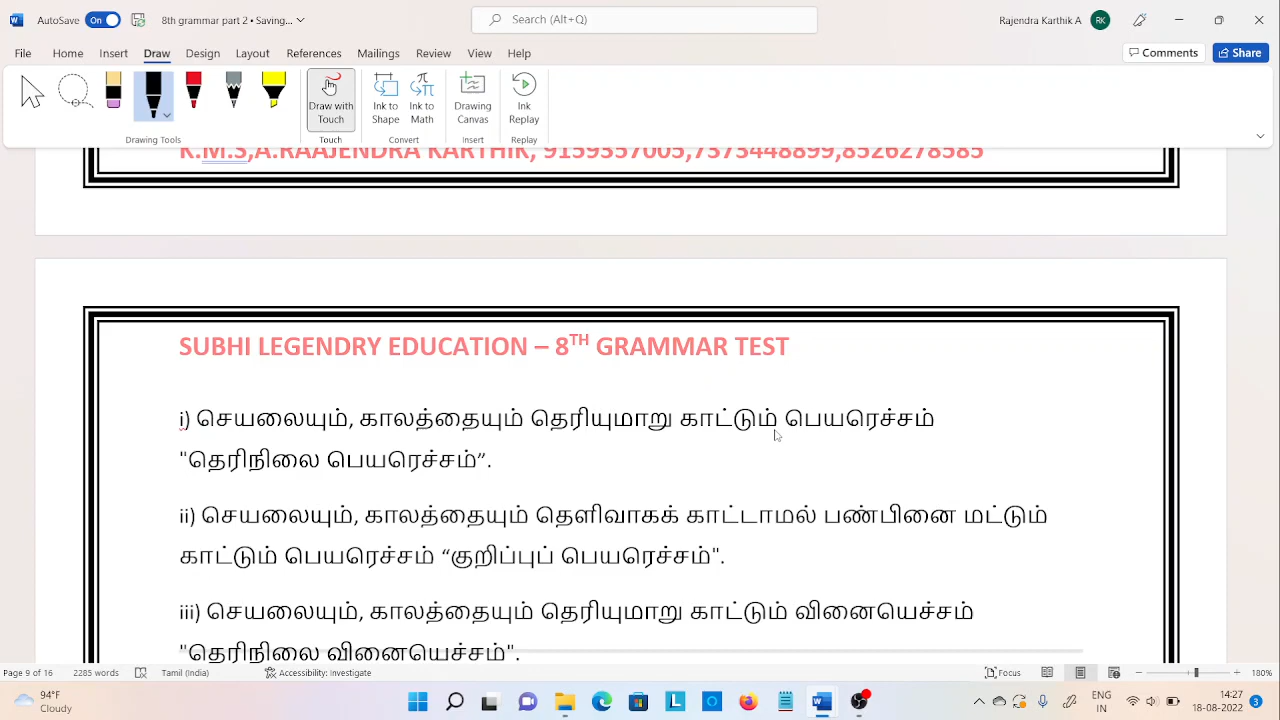 AutoSave On 8th grammar part 2 • Saving... Search (Alt+Q) Rajendra Karthik A RK
File Home Insert Draw Design Layout References Mailings Review View Help Comments Share
Draw with Touch Ink to Shape Ink to Math Drawing Canvas Ink Replay
Drawing Tools Touch Convert Insert Replay
K.M.S,A.RAAJENDRA KARTHIK, 9159357005,7373448899,8526278585
SUBHI LEGENDRY EDUCATION – 8TH GRAMMAR TEST
i) செயலையும், காலத்தையும் தெரியுமாறு காட்டும் பெயரெச்சம்
"தெரிநிலை பெயரெச்சம்”.
ii) செயலையும், காலத்தையும் தெளிவாகக் காட்டாமல் பண்பினை மட்டும்
காட்டும் பெயரெச்சம் “குறிப்புப் பெயரெச்சம்".
iii) செயலையும், காலத்தையும் தெரியுமாறு காட்டும் வினையெச்சம்
"தெரிநிலை வினையெச்சம்".
Page 9 of 16 2285 words Tamil (India) Accessibility: Investigate Focus 180%
94°F
Cloudy
ENG
IN
14:27
18-08-2022
3